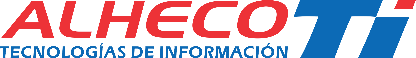 ALHECO Ti
TECNOLOGÍAS DE INFORMACIÓN